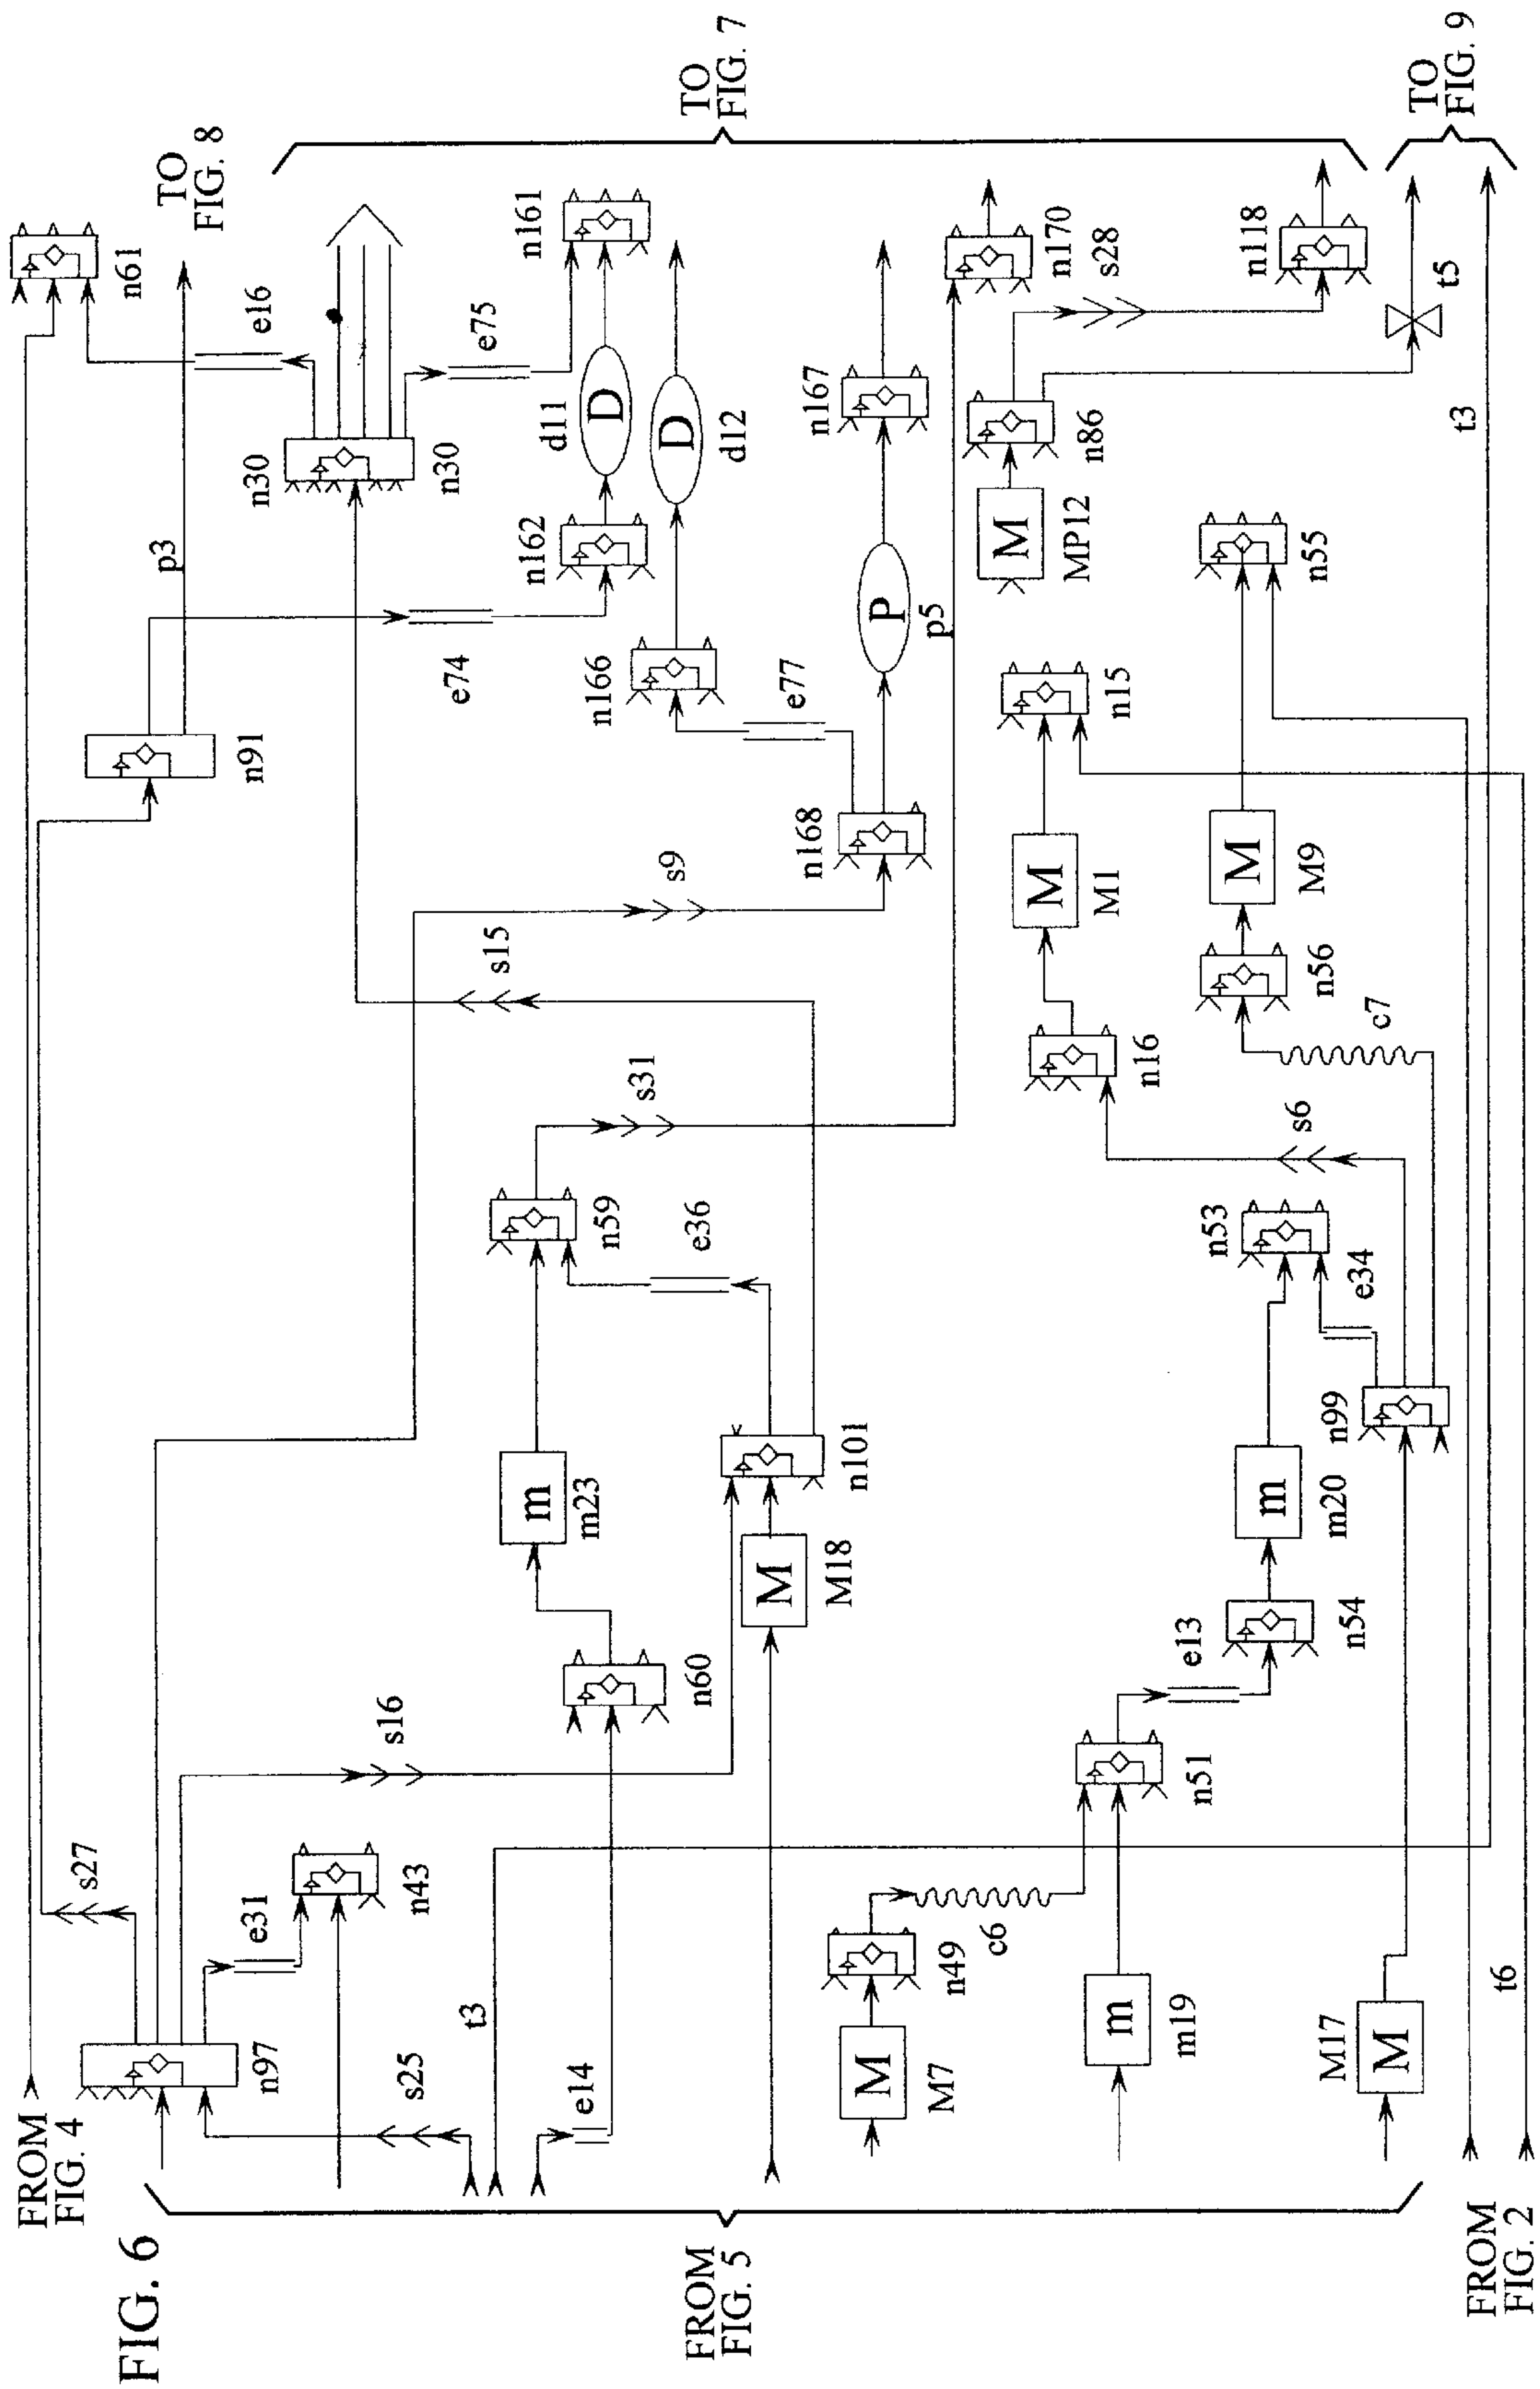 FIG. 6
FROM
FIG. 4
FROM
FIG. 5
FROM
FIG. 2
TO
FIG. 8
TO
FIG. 7
TO
FIG. 9
n97
s27
e31
n43
s25
t3
e14
s16
n60
m
m23
M
M18
n101
n59
e36
s31
s15
s9
n91
p3
e74
n30
n30
e16
n61
e75
n161
D
d11
n162
D
d12
n166
e77
n168
P
p5
n167
n170
s28
n118
M
MP12
n86
t5
t3
M
M7
n49
c6
m
m19
n51
e13
n54
m
m20
n53
e34
n99
M17
M
s6
n16
M
M1
n15
c7
n56
M
M9
n55
t6